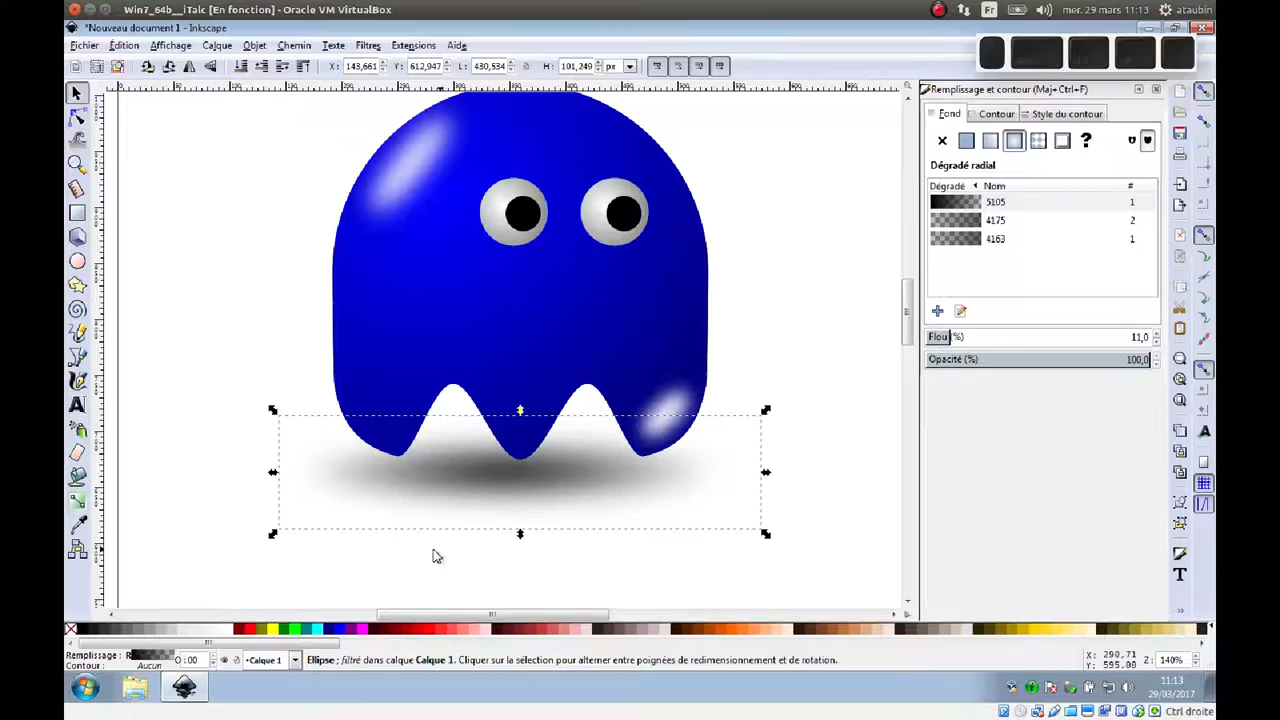 Win7_64b__iTalc [En fonction] - Oracle VM VirtualBox
Fr
mer. 29 mars 11:13
ataubin
*Nouveau document 1 - Inkscape
Fichier Édition Affichage Calque Objet Chemin Texte Filtres Extensions Aide
X: 143,661 Y: 612,947 L: 430,534 H: 101,249 px
Remplissage et contour (Maj+Ctrl+F)
Fond Contour Style du contour
Dégradé radial
Dégradé Nom #
5105 1
4175 2
4163 1
Flou (%) 11,0
Opacité (%) 100,0
Remplissage: R
Contour: Aucun
O: 00
•Calque 1
Ellipse ; filtré dans calque Calque 1. Cliquer sur la sélection pour alterner entre poignées de redimensionnement et de rotation.
X: 290,71
Y: 595,08
Z: 140%
11:13
29/03/2017
Ctrl droite